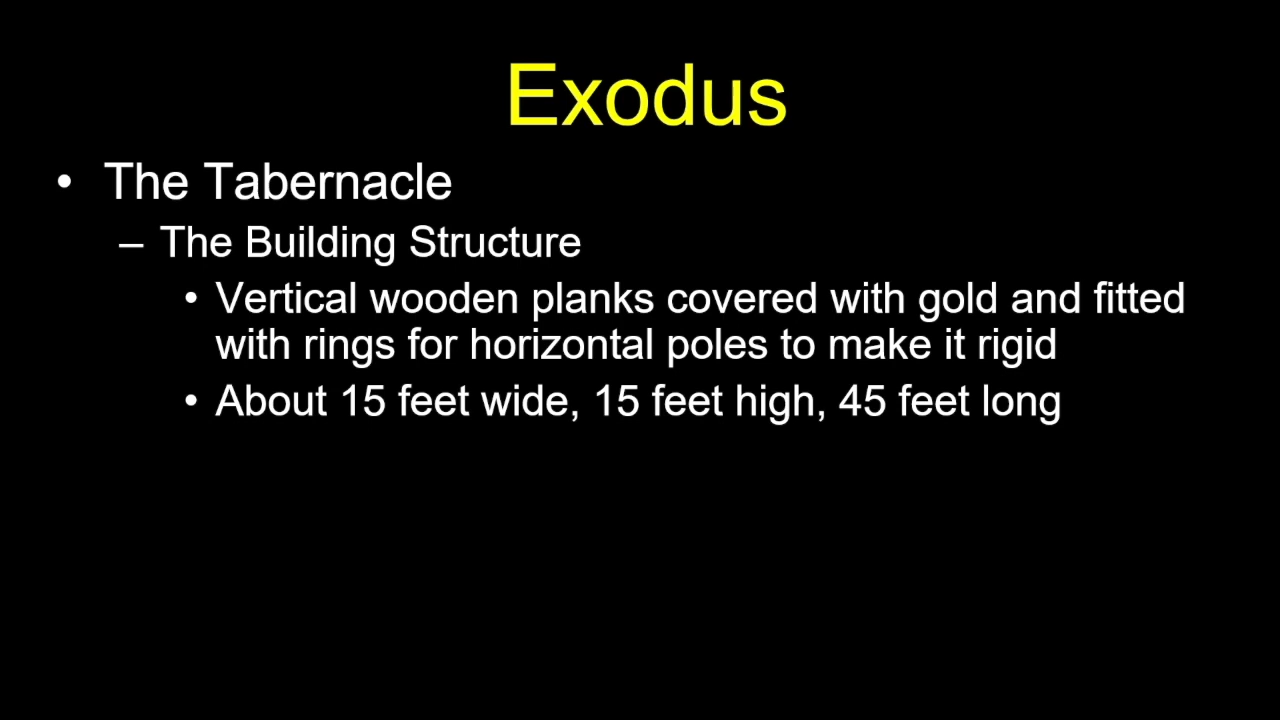 Exodus
• The Tabernacle
– The Building Structure
• Vertical wooden planks covered with gold and fitted
with rings for horizontal poles to make it rigid
• About 15 feet wide, 15 feet high, 45 feet long